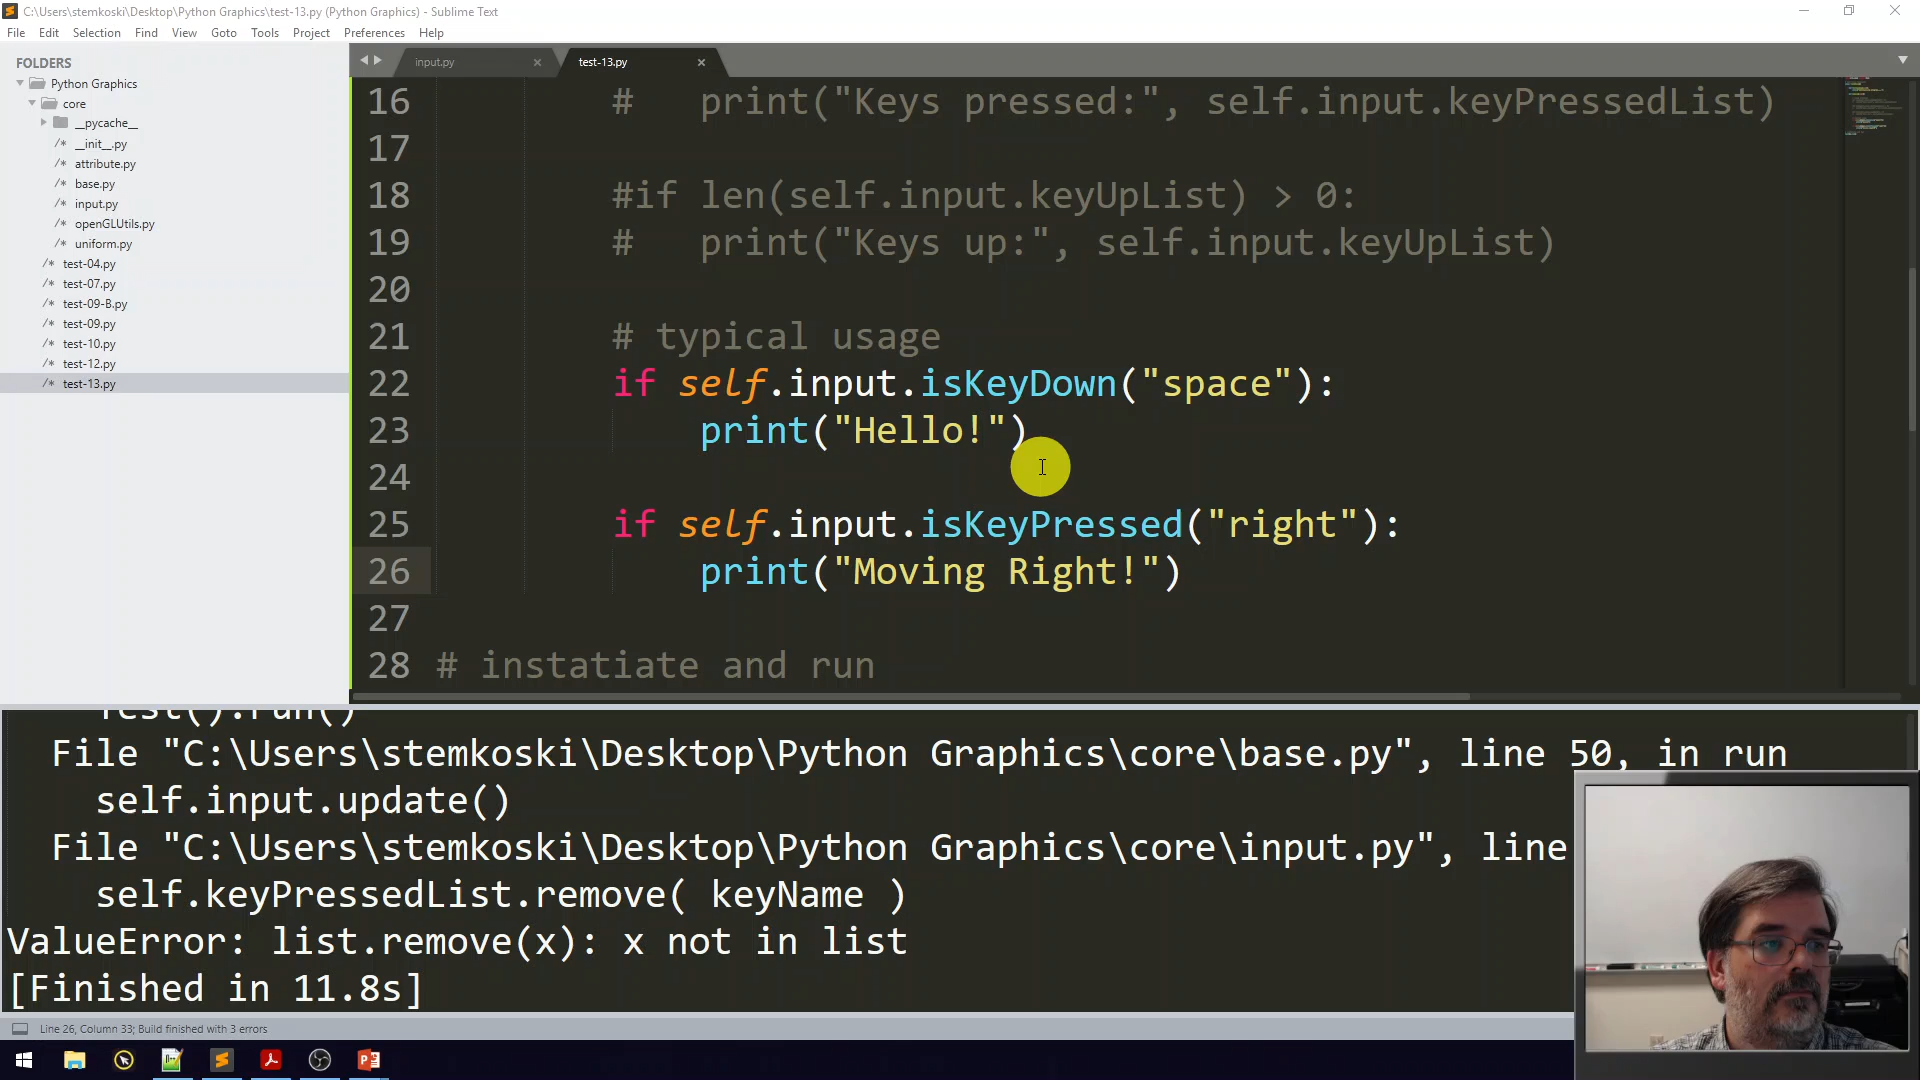 C:\Users\stemkoski\Desktop\Python Graphics\test-13.py (Python Graphics) - Sublime Text
File Edit Selection Find View Goto Tools Project Preferences Help
FOLDERS
Python Graphics
core
__pycache__
__init__.py
attribute.py
base.py
input.py
openGLUtils.py
uniform.py
test-04.py
test-07.py
test-09-B.py
test-09.py
test-10.py
test-12.py
test-13.py
input.py
test-13.py
16 #   print("Keys pressed:", self.input.keyPressedList)
17
18 #if len(self.input.keyUpList) > 0:
19 #   print("Keys up:", self.input.keyUpList)
20
21 # typical usage
22 if self.input.isKeyDown("space"):
23 print("Hello!")
24
25 if self.input.isKeyPressed("right"):
26 print("Moving Right!")
27
28 # instatiate and run
Test().run()
File "C:\Users\stemkoski\Desktop\Python Graphics\core\base.py", line 50, in run
self.input.update()
File "C:\Users\stemkoski\Desktop\Python Graphics\core\input.py", line
self.keyPressedList.remove( keyName )
ValueError: list.remove(x): x not in list
[Finished in 11.8s]
Line 26, Column 33; Build finished with 3 errors